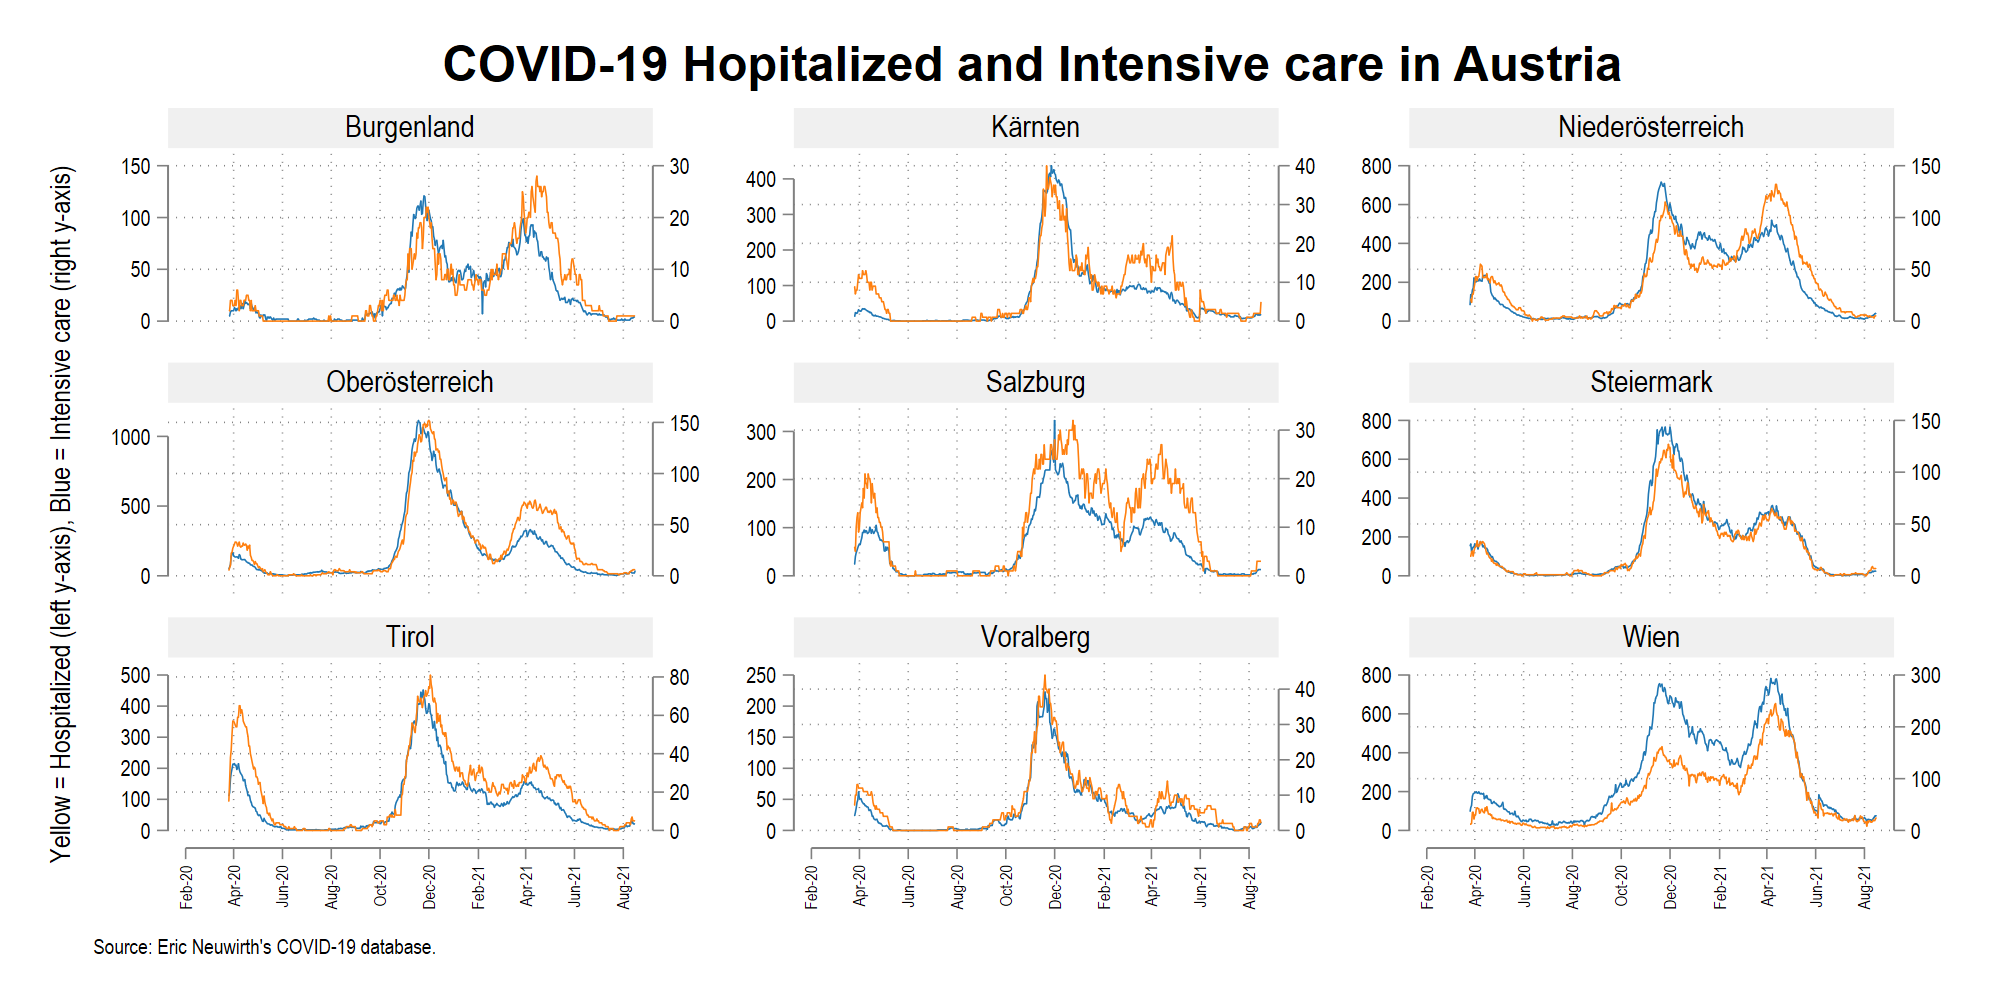 COVID-19 Hopitalized and Intensive care in Austria
Yellow = Hospitalized (left y-axis), Blue = Intensive care (right y-axis)
Burgenland
150
100
50
0
30
20
10
0
Kärnten
400
300
200
100
0
40
30
20
10
0
Niederösterreich
800
600
400
200
0
150
100
50
0
Oberösterreich
1000
500
0
150
100
50
0
Salzburg
300
200
100
0
30
20
10
0
Steiermark
800
600
400
200
0
150
100
50
0
Tirol
500
400
300
200
100
0
80
60
40
20
0
Feb-20
Apr-20
Jun-20
Aug-20
Oct-20
Dec-20
Feb-21
Apr-21
Jun-21
Aug-21
Voralberg
250
200
150
100
50
0
40
30
20
10
0
Feb-20
Apr-20
Jun-20
Aug-20
Oct-20
Dec-20
Feb-21
Apr-21
Jun-21
Aug-21
Wien
800
600
400
200
0
300
200
100
0
Feb-20
Apr-20
Jun-20
Aug-20
Oct-20
Dec-20
Feb-21
Apr-21
Jun-21
Aug-21
Source: Eric Neuwirth's COVID-19 database.